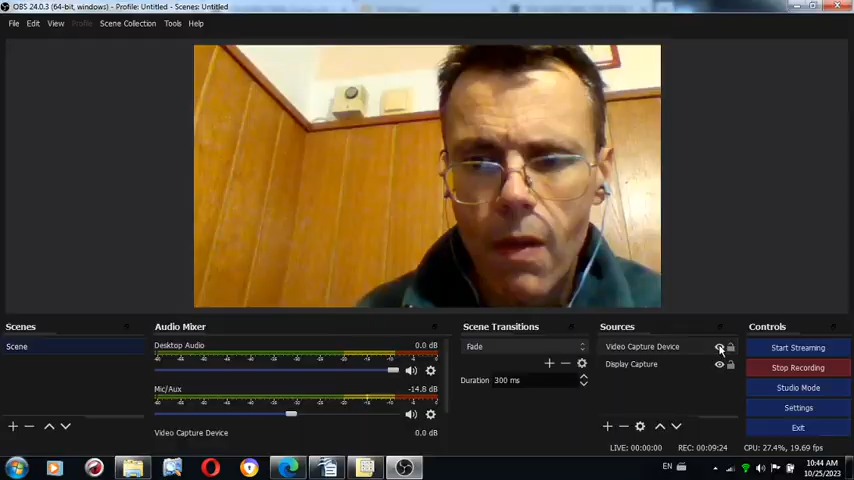 OBS 24.0.3 (64-bit, windows) - Profile: Untitled - Scenes: Untitled
File Edit View Profile Scene Collection Tools Help
Scenes
Scene
Audio Mixer
Desktop Audio 0.0 dB
Mic/Aux -14.8 dB
Video Capture Device 0.0 dB
Scene Transitions
Fade
Duration 300 ms
Sources
Video Capture Device
Display Capture
Controls
Start Streaming
Stop Recording
Studio Mode
Settings
Exit
LIVE: 00:00:00 REC: 00:09:24 CPU: 27.4%, 19.69 fps
EN
10:44 AM
10/25/2023